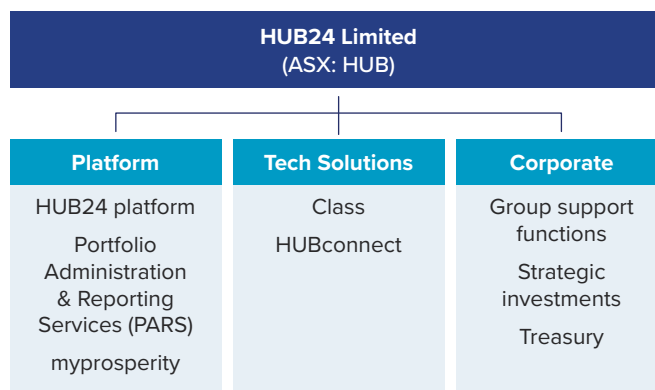 HUB24 Limited
(ASX: HUB)
Platform
HUB24 platform
Portfolio
Administration
& Reporting
Services (PARS)
myprosperity
Tech Solutions
Class
HUBconnect
Corporate
Group support
functions
Strategic
investments
Treasury